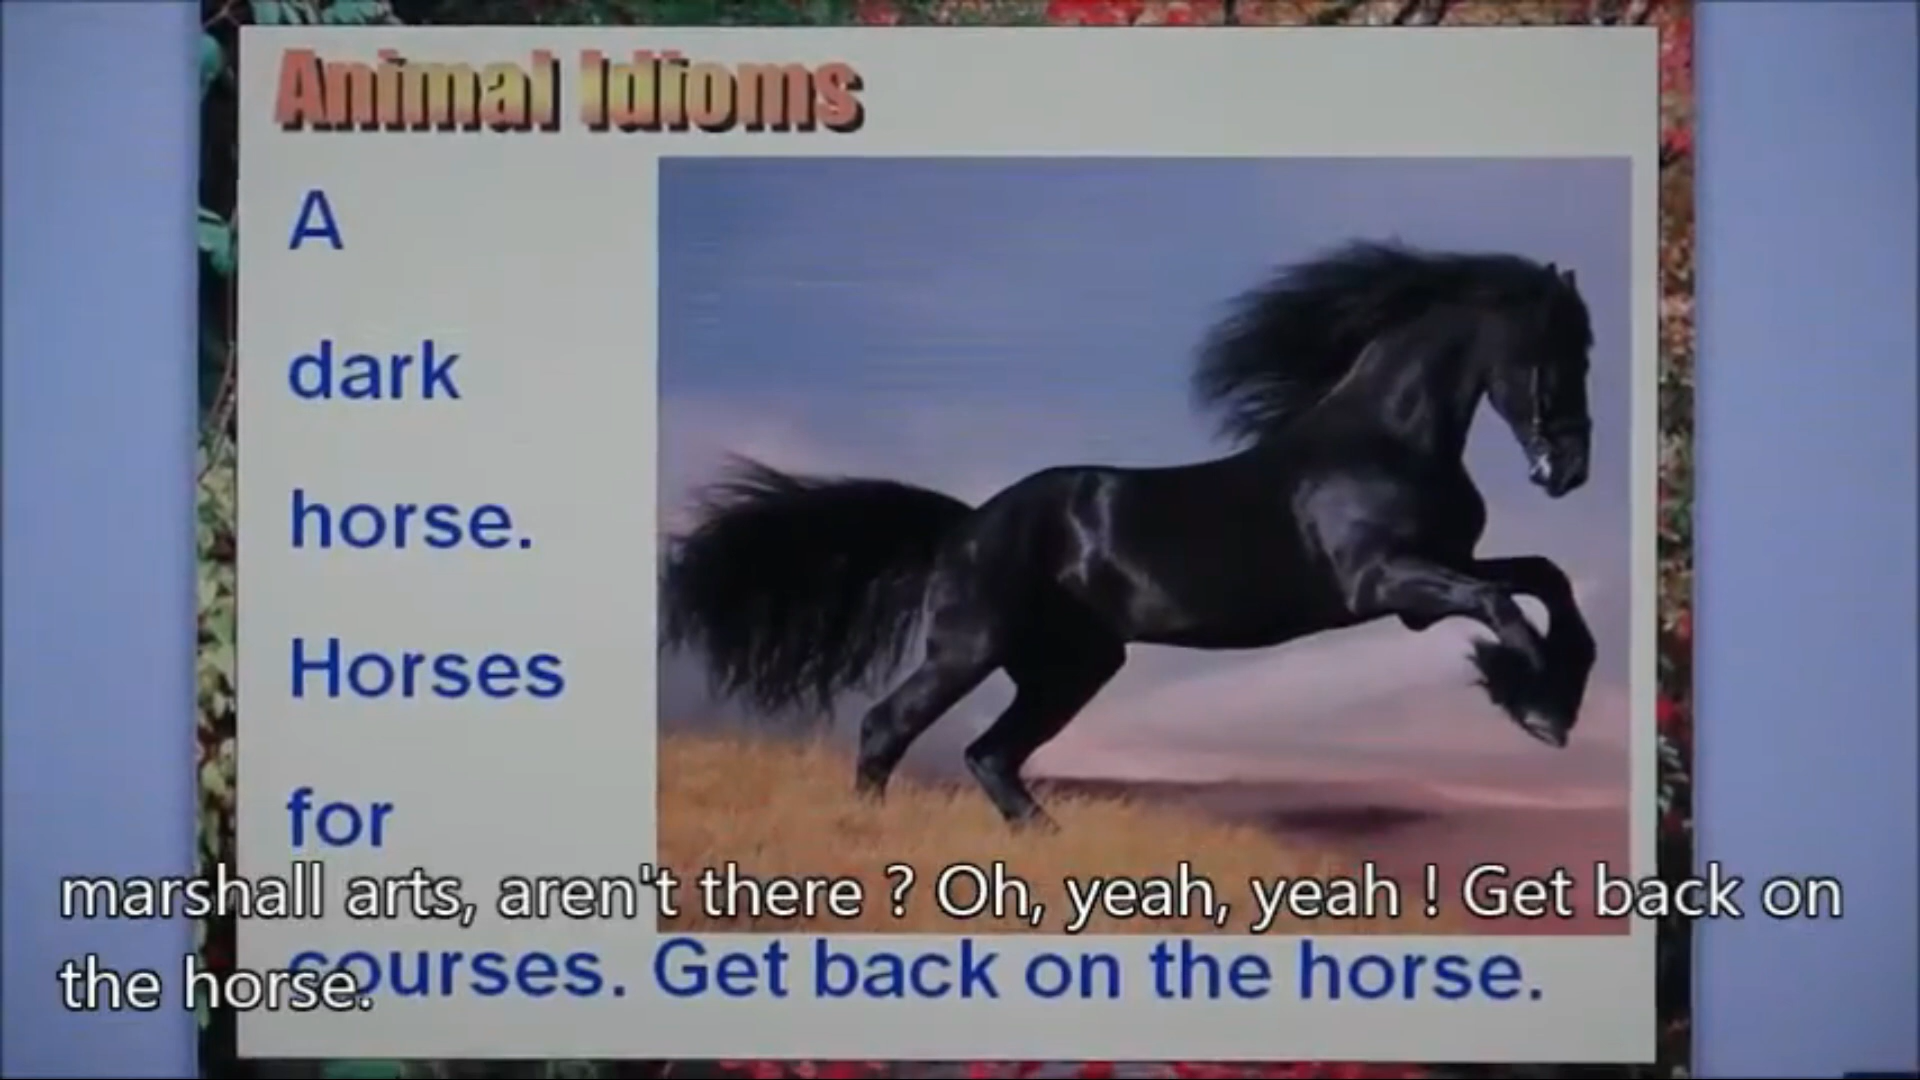 Animal Idioms
A
dark
horse.
Horses
for
courses. Get back on the horse.
marshall arts, aren't there ? Oh, yeah, yeah ! Get back on
the horse.